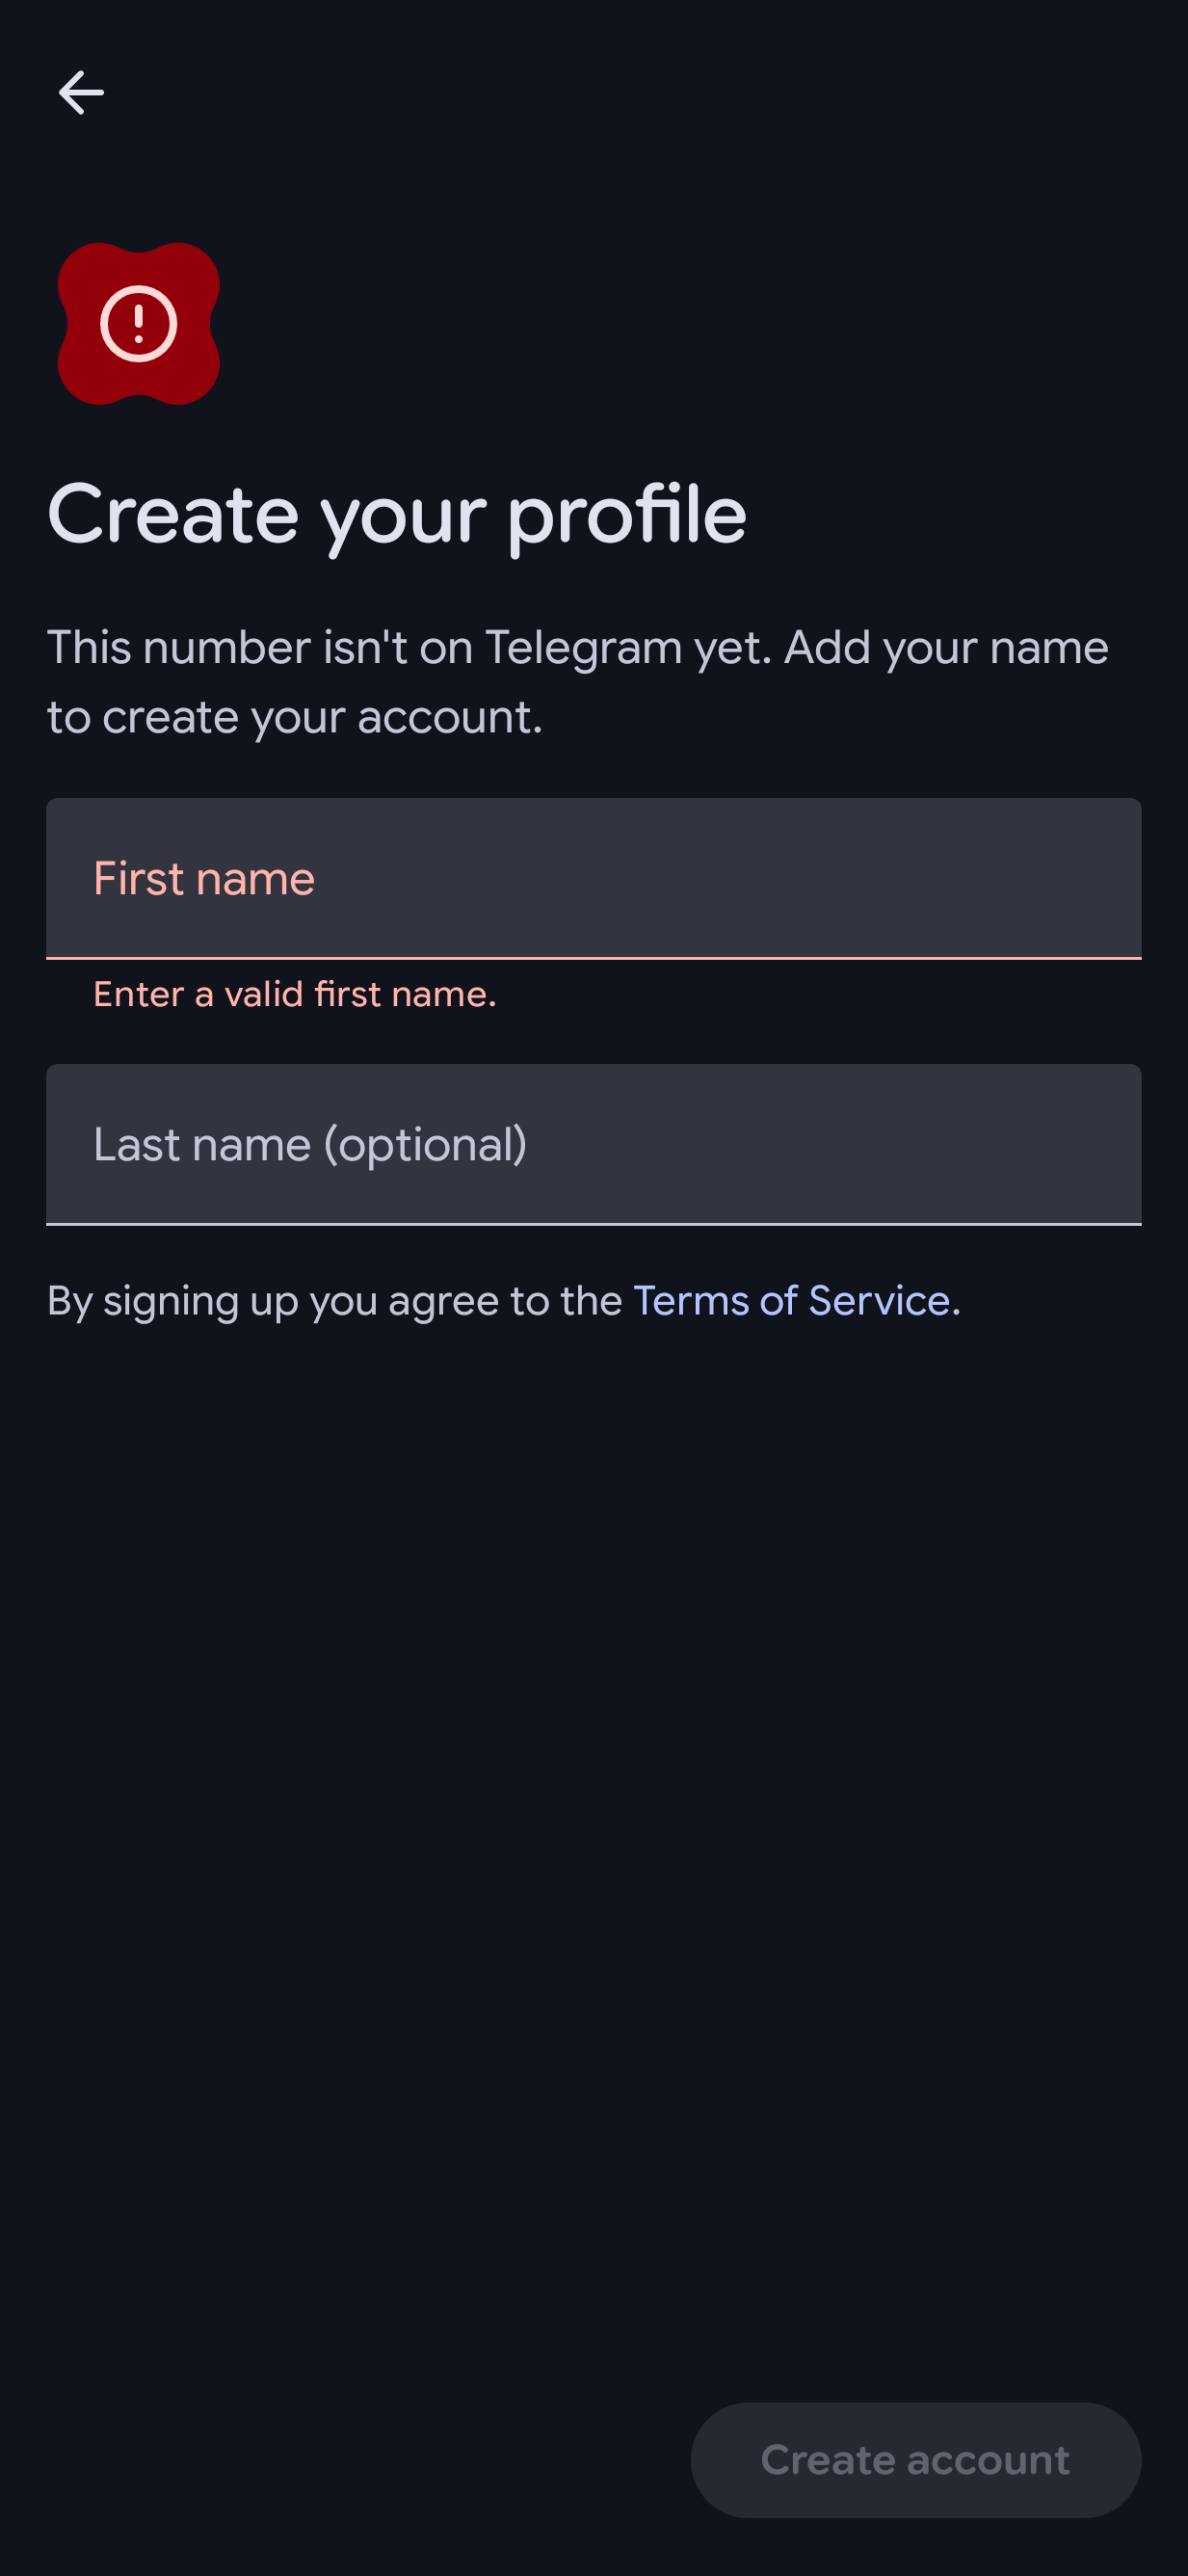 Create your profile
This number isn't on Telegram yet. Add your name
to create your account.
First name
Enter a valid first name.
Last name (optional)
By signing up you agree to the Terms of Service.
Create account